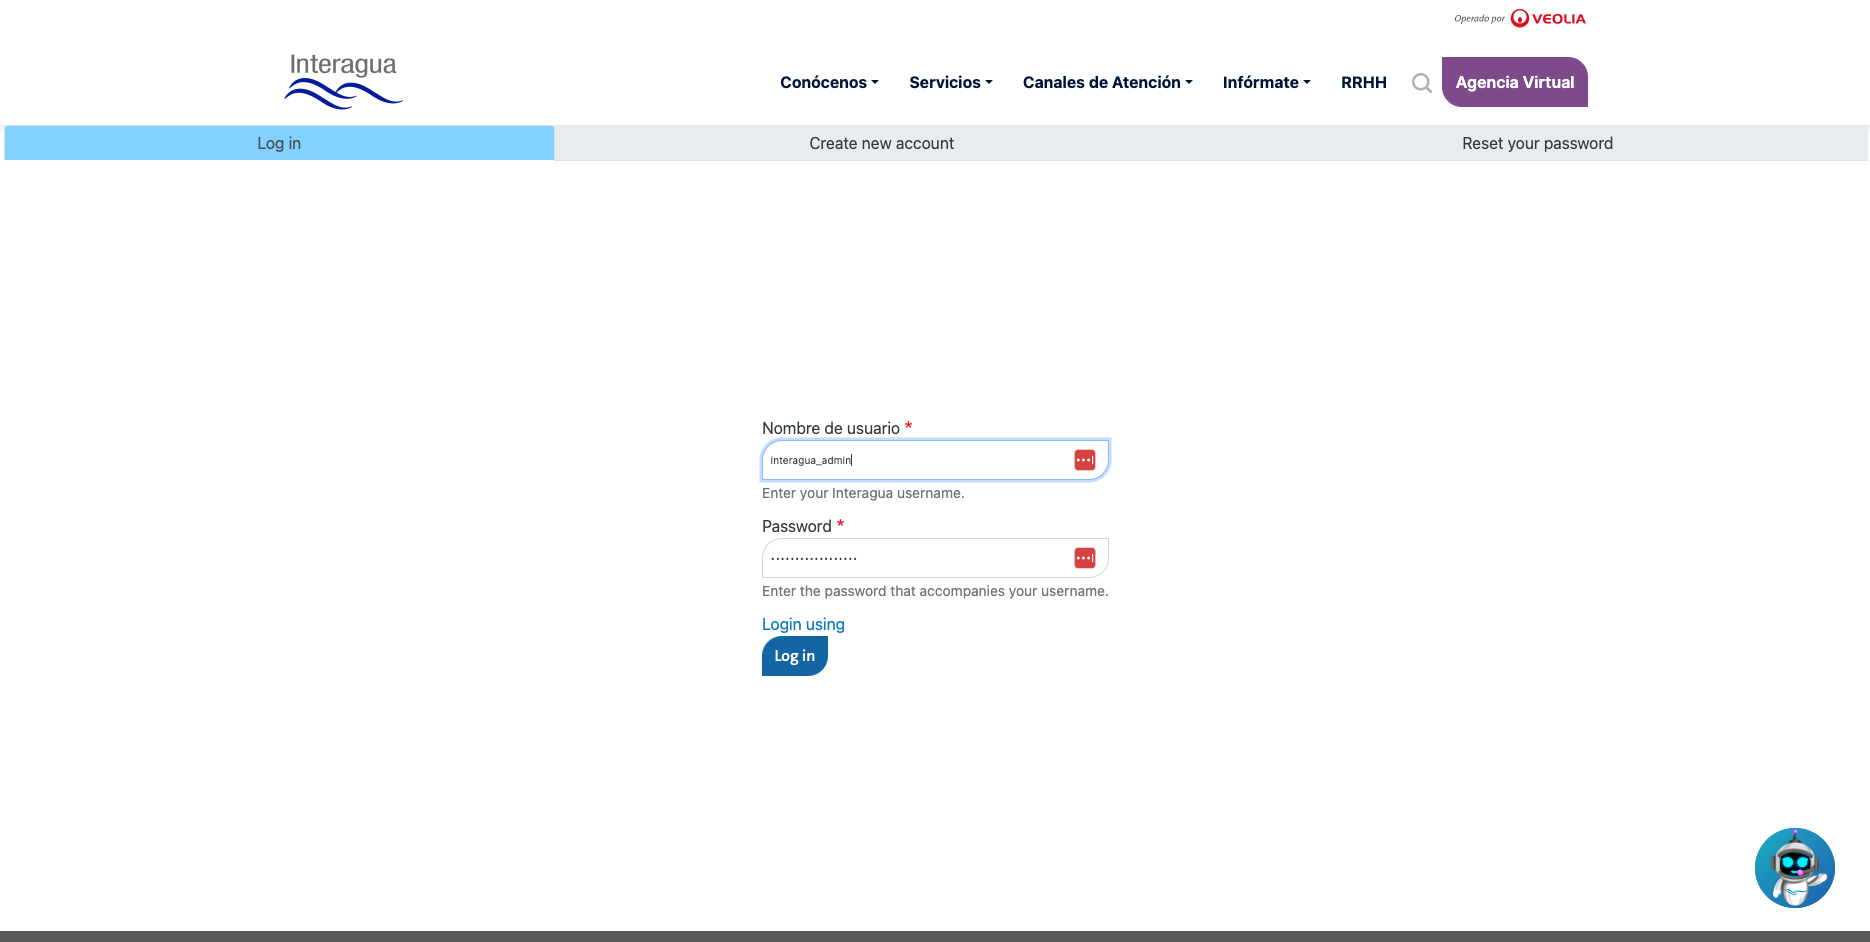 Operado por VEOLIA
Interagua
Conócenos Servicios Canales de Atención Infórmate RRHH Agencia Virtual
Log in Create new account Reset your password
Nombre de usuario *
interagua_admin
Enter your Interagua username.
Password *
Enter the password that accompanies your username.
Login using
Log in